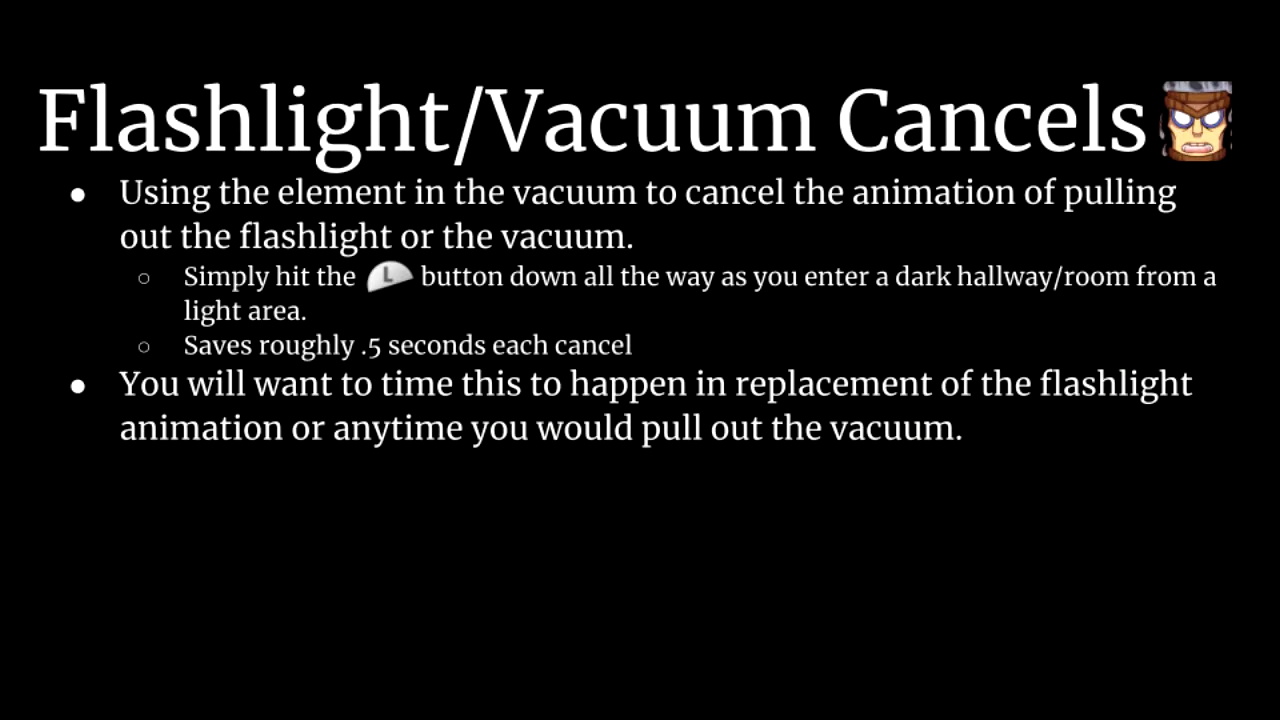 Flashlight/Vacuum Cancels
● Using the element in the vacuum to cancel the animation of pulling
out the flashlight or the vacuum.
○ Simply hit the L button down all the way as you enter a dark hallway/room from a
light area.
○ Saves roughly .5 seconds each cancel
● You will want to time this to happen in replacement of the flashlight
animation or anytime you would pull out the vacuum.